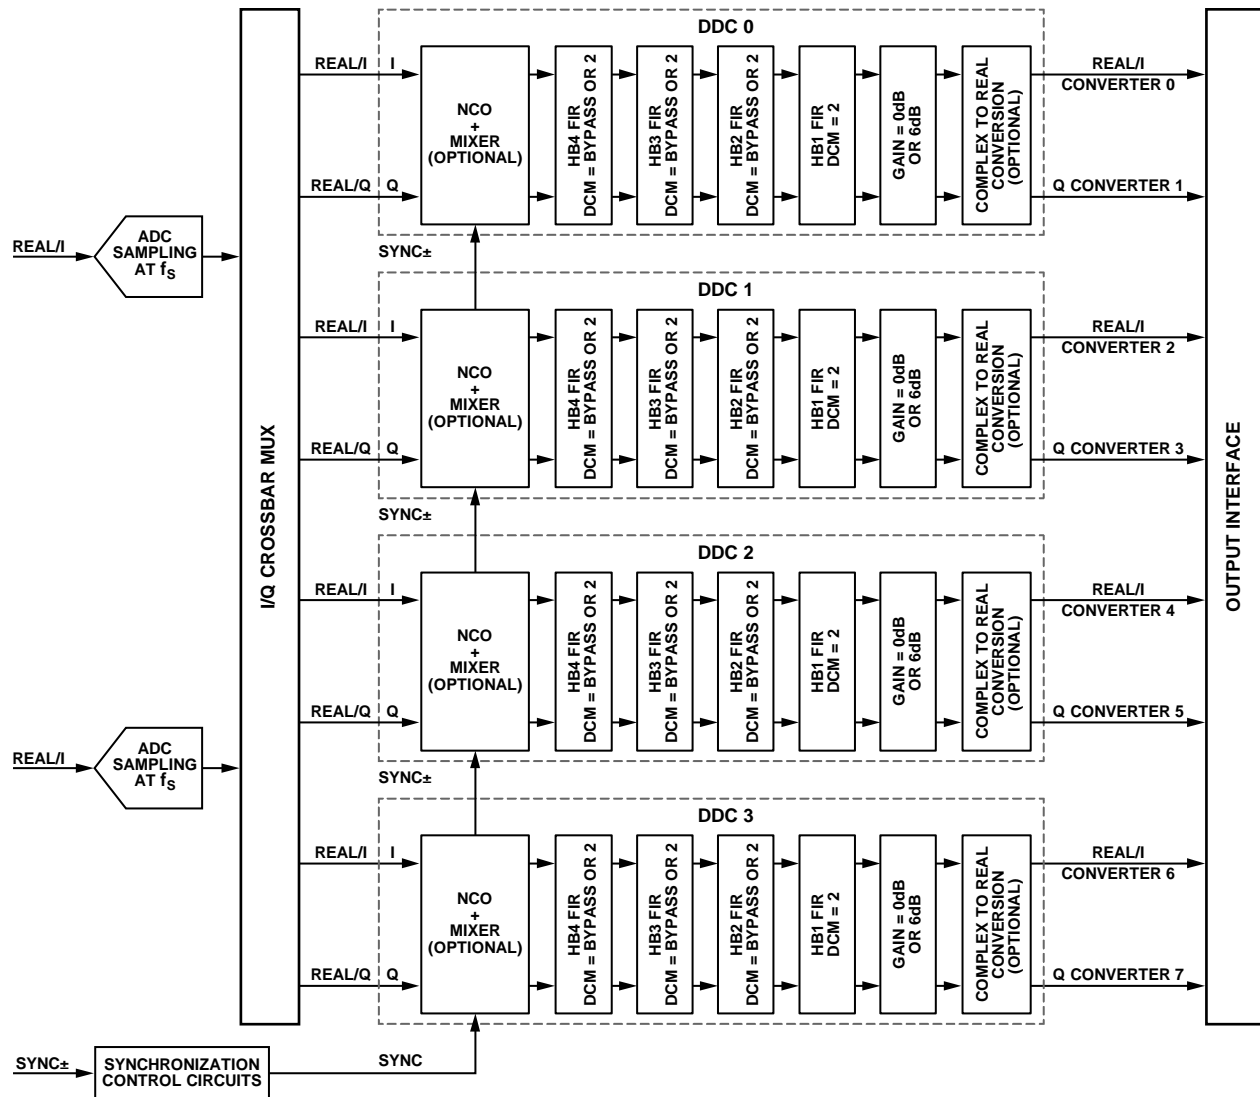 I/Q CROSSBAR MUX
OUTPUT INTERFACE
REAL/I
ADC
SAMPLING
AT fS
REAL/I
ADC
SAMPLING
AT fS
SYNC±
SYNCHRONIZATION
CONTROL CIRCUITS
SYNC
DDC 0
REAL/I
I
REAL/Q
Q
NCO
+
MIXER
(OPTIONAL)
HB4 FIR
DCM = BYPASS OR 2
HB3 FIR
DCM = BYPASS OR 2
HB2 FIR
DCM = BYPASS OR 2
HB1 FIR
DCM = 2
GAIN = 0dB
OR 6dB
COMPLEX TO REAL
CONVERSION
(OPTIONAL)
REAL/I
CONVERTER 0
Q CONVERTER 1
SYNC±
DDC 1
REAL/I
I
REAL/Q
Q
NCO
+
MIXER
(OPTIONAL)
HB4 FIR
DCM = BYPASS OR 2
HB3 FIR
DCM = BYPASS OR 2
HB2 FIR
DCM = BYPASS OR 2
HB1 FIR
DCM = 2
GAIN = 0dB
OR 6dB
COMPLEX TO REAL
CONVERSION
(OPTIONAL)
REAL/I
CONVERTER 2
Q CONVERTER 3
SYNC±
DDC 2
REAL/I
I
REAL/Q
Q
NCO
+
MIXER
(OPTIONAL)
HB4 FIR
DCM = BYPASS OR 2
HB3 FIR
DCM = BYPASS OR 2
HB2 FIR
DCM = BYPASS OR 2
HB1 FIR
DCM = 2
GAIN = 0dB
OR 6dB
COMPLEX TO REAL
CONVERSION
(OPTIONAL)
REAL/I
CONVERTER 4
Q CONVERTER 5
SYNC±
DDC 3
REAL/I
I
REAL/Q
Q
NCO
+
MIXER
(OPTIONAL)
HB4 FIR
DCM = BYPASS OR 2
HB3 FIR
DCM = BYPASS OR 2
HB2 FIR
DCM = BYPASS OR 2
HB1 FIR
DCM = 2
GAIN = 0dB
OR 6dB
COMPLEX TO REAL
CONVERSION
(OPTIONAL)
REAL/I
CONVERTER 6
Q CONVERTER 7